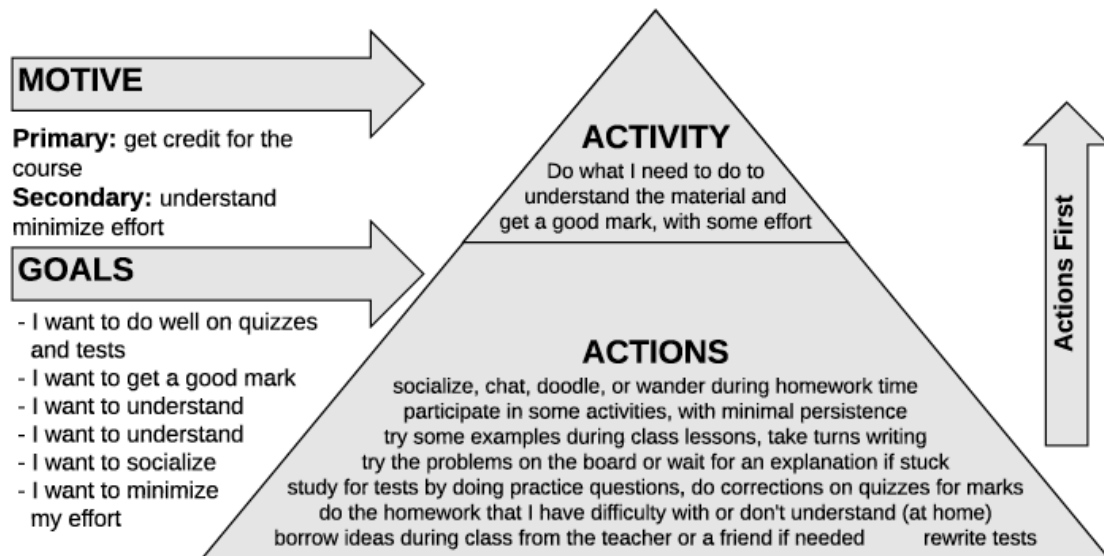 MOTIVE
Primary: get credit for the
course
Secondary: understand
minimize effort
GOALS
- I want to do well on quizzes
and tests
- I want to get a good mark
- I want to understand
- I want to understand
- I want to socialize
- I want to minimize
my effort
ACTIVITY
Do what I need to do to
understand the material and
get a good mark, with some effort
ACTIONS
socialize, chat, doodle, or wander during homework time
participate in some activities, with minimal persistence
try some examples during class lessons, take turns writing
try the problems on the board or wait for an explanation if stuck
study for tests by doing practice questions, do corrections on quizzes for marks
do the homework that I have difficulty with or don't understand (at home)
borrow ideas during class from the teacher or a friend if needed rewrite tests
Actions First